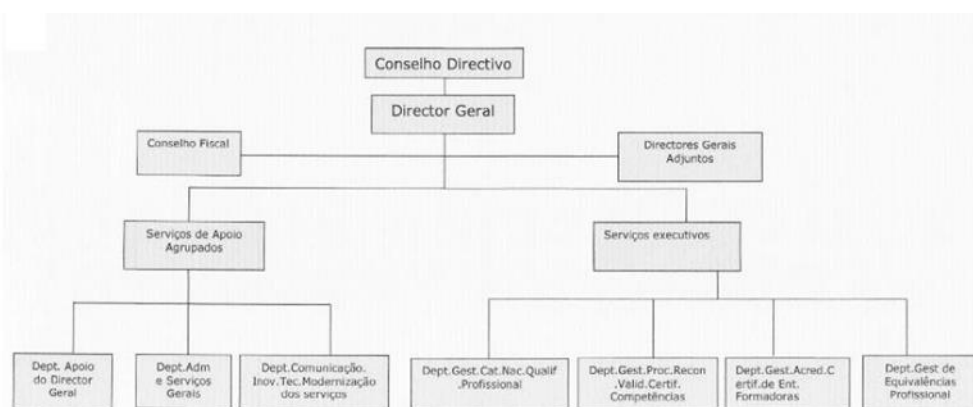 Conselho Directivo
Director Geral
Conselho Fiscal
Directores Gerais
Adjuntos
Serviços de Apoio
Agrupados
Serviços executivos
Dept. Apoio
do Director
Geral
Dept.Adm
e Serviços
Gerais
Dept.Comunicação.
Inov.Tec.Modernização
dos serviços
Dept.Gest.Cat.Nac.Qualif
.Profissional
Dept.Gest.Proc.Recon
.Valid.Certif.
Competências
Dept.Gest.Acred.C
ertif.de Ent.
Formadoras
Dept.Gest de
Equivalências
Profissional